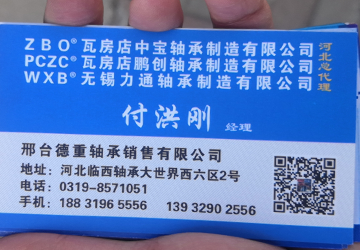 ZBO®瓦房店中宝轴承制造有限公司
PCZC®瓦房店鹏创轴承制造有限公司
WXB®无锡力通轴承制造有限公司
河北总代理
付洪刚 经理
邢台德重轴承销售有限公司
地址：河北临西轴承大世界西六区2号
电话：0319-8571051
手机：188 3196 5556 139 3290 2556